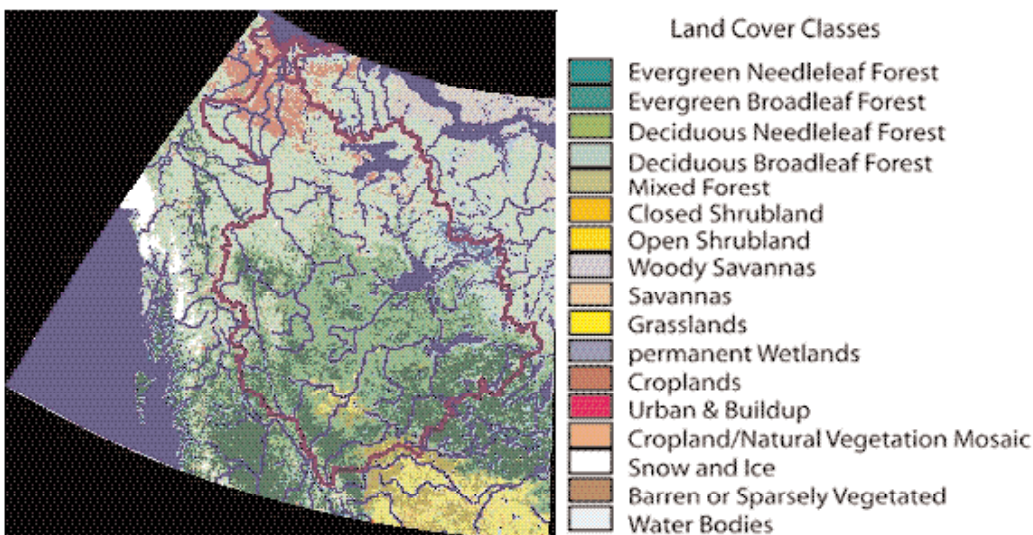 Land Cover Classes
Evergreen Needleleaf Forest
Evergreen Broadleaf Forest
Deciduous Needleleaf Forest
Deciduous Broadleaf Forest
Mixed Forest
Closed Shrubland
Open Shrubland
Woody Savannas
Savannas
Grasslands
permanent Wetlands
Croplands
Urban & Buildup
Cropland/Natural Vegetation Mosaic
Snow and Ice
Barren or Sparsely Vegetated
Water Bodies